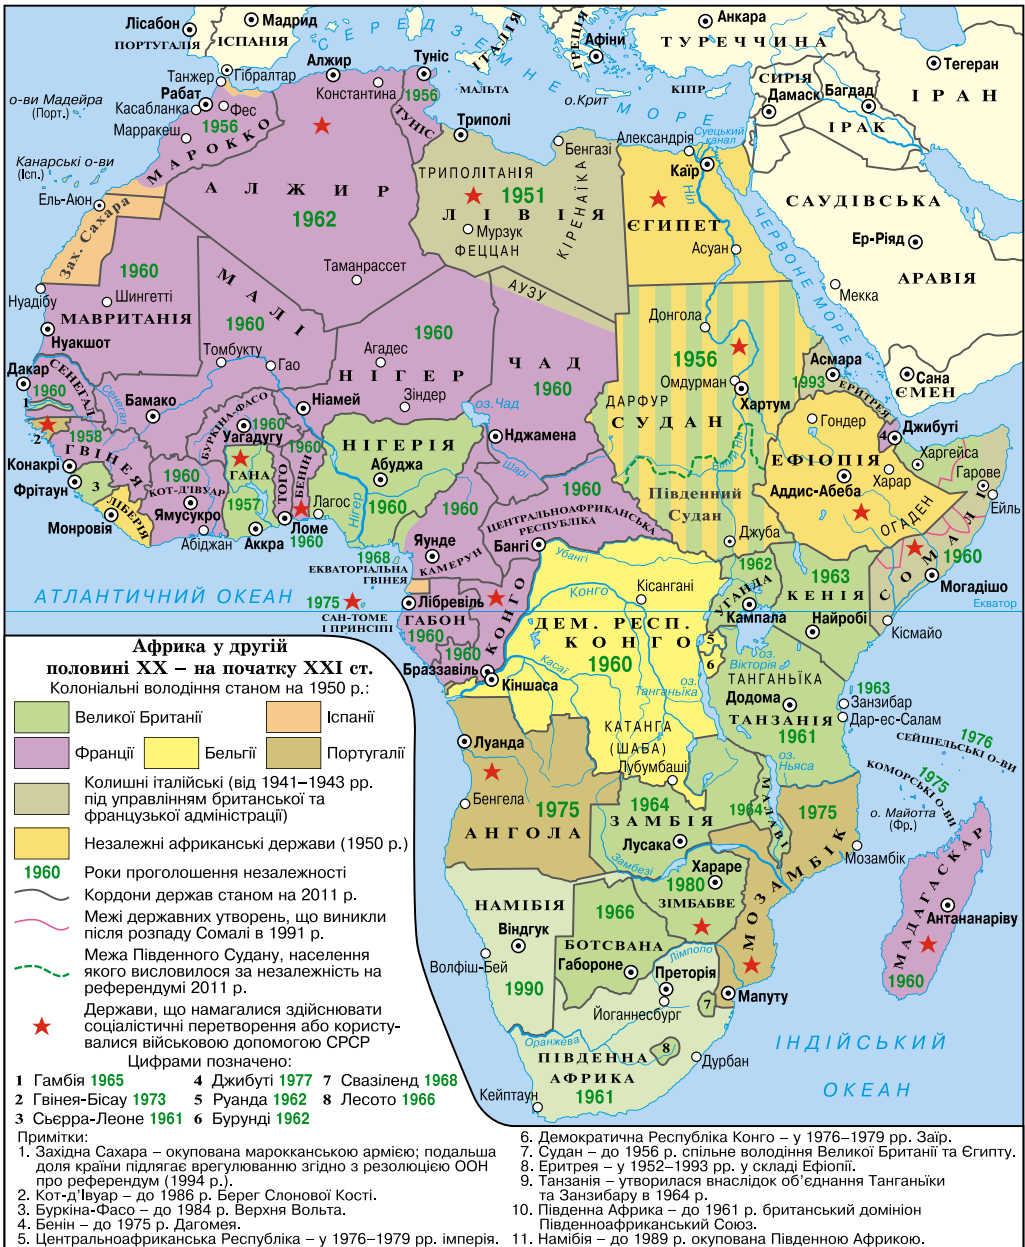 Лісабон
ПОРТУГАЛІЯ
Мадрид
ІСПАНІЯ
Гібралтар
СЕРЕДЗЕМНЕ МОРЕ
ІТАЛІЯ
ГРЕЦІЯ
Афіни
Анкара
ТУРЕЧЧИНА
Тегеран
ІРАН
СИРІЯ
Дамаск
Багдад
ІРАК
МАЛЬТА
о.Крит
КІПР
о-ви Мадейра
(Порт.)
Танжер
Рабат
Касабланка
Фес
Марракеш
1956
МАРОККО
Алжир
Константина
Туніс
1956
ТУНІС
Триполі
Бенгазі
Александрія
Суецький
канал
Каїр
Канарські о-ви
(Ісп.)
Ель-Аюн
Зах. Сахара
АЛЖИР
1962
Таманрассет
ТРИПОЛІТАНІЯ
1951
ЛІВІЯ
Мурзук
ФЕЦЦАН
КІРЕНАЇКА
АУЗУ
Ніл
ЄГИПЕТ
Асуан
ЧЕРВОНЕ МОРЕ
САУДІВСЬКА
Ер-Ріяд
АРАВІЯ
Мекка
Нуадібу
1960
Шингетті
МАВРИТАНІЯ
Нуакшот
МАЛІ
1960
Томбукту
Гао
1960
Агадес
НІГЕР
Зіндер
Ніамей
ЧАД
1960
оз.Чад
Нджамена
Шарі
Донгола
1956
Омдурман
Хартум
ДАРФУР
СУДАН
Білий Ніл
Південний
Судан
Джуба
Асмара
1993
ЕРИТРЕЯ
Сана
ЄМЕН
Джибуті
4
Гондер
ЕФІОПІЯ
Аддис-Абеба
Харар
Харгейса
Гарове
Ейль
ОГАДЕН
СОМАЛІ
1960
Могадішо
Кісмайо
Екватор
Дакар
СЕНЕГАЛ
1960
Сенегал
1
2
Бамако
1958
ГВІНЕЯ
Конакрі
Фрітаун
3
Монровія
ЛІБЕРІЯ
1960
КОТ-Д'ІВУАР
Ямусукро
Абіджан
БУРКІНА-ФАСО
1960
Уагадугу
ГАНА
1957
Аккра
ТОГО
Ломе
1960
1960
БЕНІН
Лагос
НІГЕРІЯ
Абуджа
1960
Нігер
1960
Яунде
КАМЕРУН
1968
ЕКВАТОРІАЛЬНА
ГВІНЕЯ
1975
САН-ТОМЕ
І ПРИНСІПІ
1960
ЦЕНТРАЛЬНОАФРИКАНСЬКА
РЕСПУБЛІКА
Бангі
Убангі
Лібревіль
ГАБОН
1960
КОНГО
1960
Браззавіль
Кіншаса
Конго
Кісангані
ДЕМ. РЕСП.
КОНГО
1960
Касаї
КАТАНГА
(ШАБА)
Лубумбаші
оз.
Танганьїка
1962
УГАНДА
Кампала
1963
КЕНІЯ
Найробі
5
6
оз.
Вікторія
ТАНГАНЬЇКА
Додома
ТАНЗАНІЯ
1961
1963
Занзибар
Дар-ес-Салам
1976
СЕЙШЕЛЬСЬКІ О-ВИ
1975
КОМОРСЬКІ О-ВИ
о. Майотта
(Фр.)
оз.
Ньяса
1964
МАЛАВІ
1975
Мозамбік
МОЗАМБІК
Луанда
Бенгела
1975
АНГОЛА
1964
ЗАМБІЯ
Лусака
Замбезі
Хараре
1980
ЗІМБАБВЕ
НАМІБІЯ
Віндгук
Волфіш-Бей
1990
1966
БОТСВАНА
Габороне
Лімпопо
Преторія
Йоганнесбург
7
8
Мапуту
Оранжева
ПІВДЕННА
АФРИКА
1961
Дурбан
Кейптаун
МАДАГАСКАР
Антананаріву
1960
АТЛАНТИЧНИЙ ОКЕАН
ІНДІЙСЬКИЙ
ОКЕАН
Африка у другій
половині XX – на початку XXI ст.
Колоніальні володіння станом на 1950 р.:
Великої Британії
Іспанії
Франції
Бельгії
Португалії
Колишні італійські (від 1941–1943 рр.
під управлінням британської та
французької адміністрації)
Незалежні африканські держави (1950 р.)
1960 Роки проголошення незалежності
Кордони держав станом на 2011 р.
Межі державних утворень, що виникли
після розпаду Сомалі в 1991 р.
Межа Південного Судану, населення
якого висловилося за незалежність на
референдумі 2011 р.
Держави, що намагалися здійснювати
соціалістичні перетворення або користу-
валися військовою допомогою СРСР
Цифрами позначено:
1 Гамбія 1965 4 Джибуті 1977 7 Свазіленд 1968
2 Гвінея-Бісау 1973 5 Руанда 1962 8 Лесото 1966
3 Сьєрра-Леоне 1961 6 Бурунді 1962
Примітки:
1. Західна Сахара – окупована марокканською армією; подальша
доля країни підлягає врегулюванню згідно з резолюцією ООН
про референдум (1994 р.).
2. Кот-д'Івуар – до 1986 р. Берег Слонової Кості.
3. Буркіна-Фасо – до 1984 р. Верхня Вольта.
4. Бенін – до 1975 р. Дагомея.
5. Центральноафриканська Республіка – у 1976–1979 рр. імперія.
6. Демократична Республіка Конго – у 1976–1979 рр. Заїр.
7. Судан – до 1956 р. спільне володіння Великої Британії та Єгипту.
8. Еритрея – у 1952–1993 рр. у складі Ефіопії.
9. Танзанія – утворилася внаслідок об'єднання Танганьїки
та Занзибару в 1964 р.
10. Південна Африка – до 1961 р. британський домініон
Південноафриканський Союз.
11. Намібія – до 1989 р. окупована Південною Африкою.